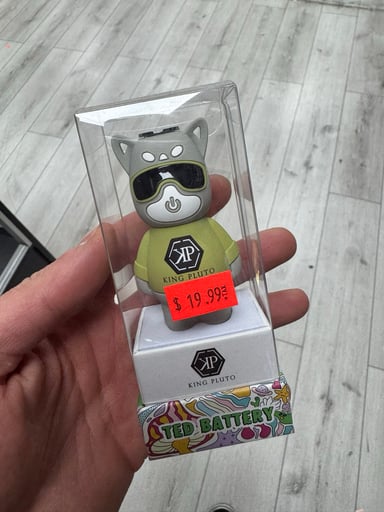 KP
KING PLUTO
$ 19.99
KP
KING PLUTO
TED BATTERY